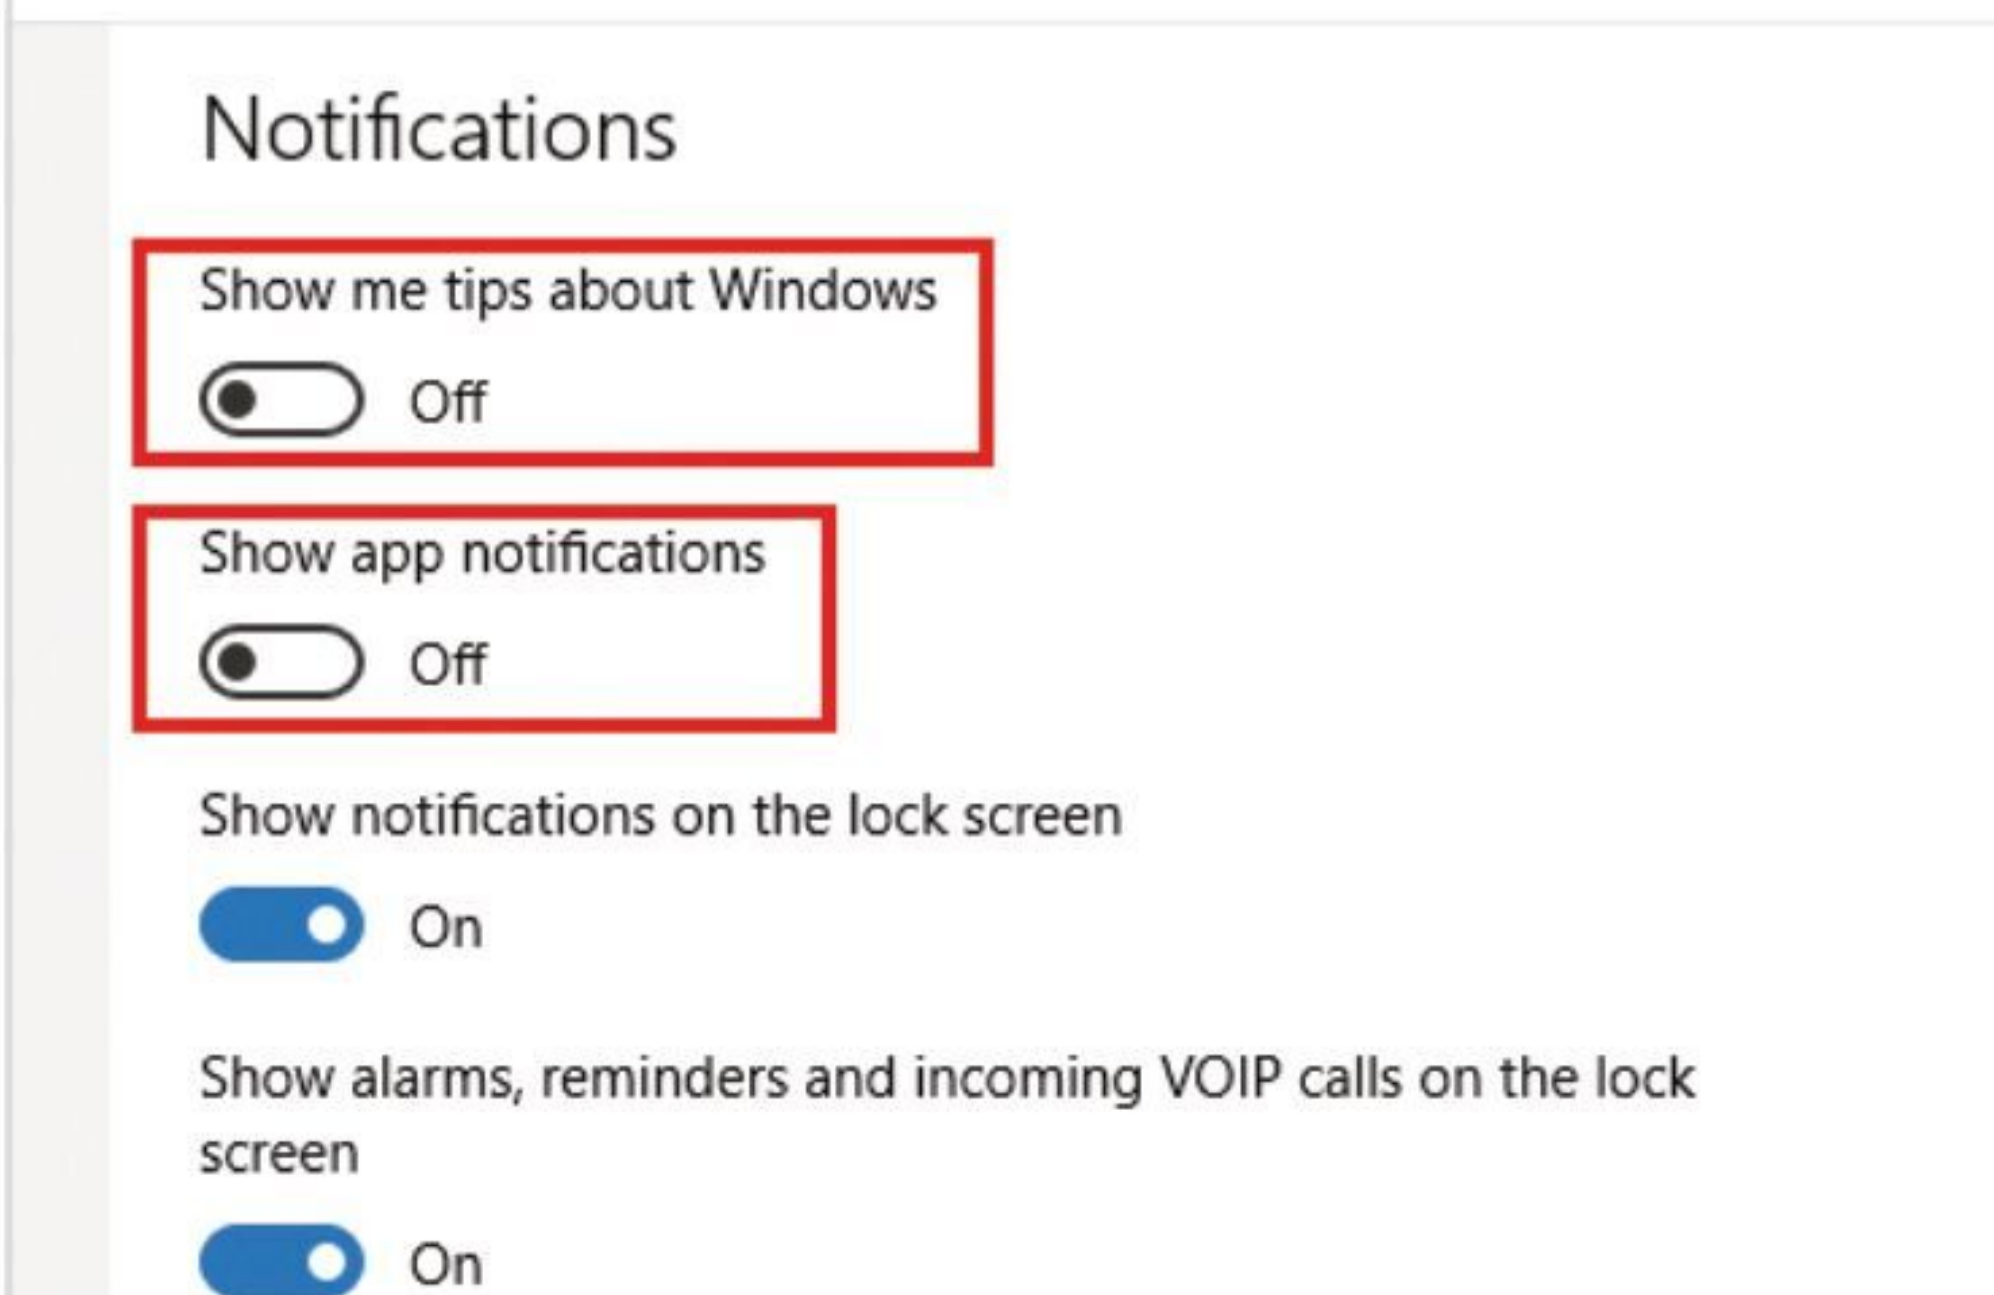 Notifications
Show me tips about Windows
Off
Show app notifications
Off
Show notifications on the lock screen
On
Show alarms, reminders and incoming VOIP calls on the lock
screen
On